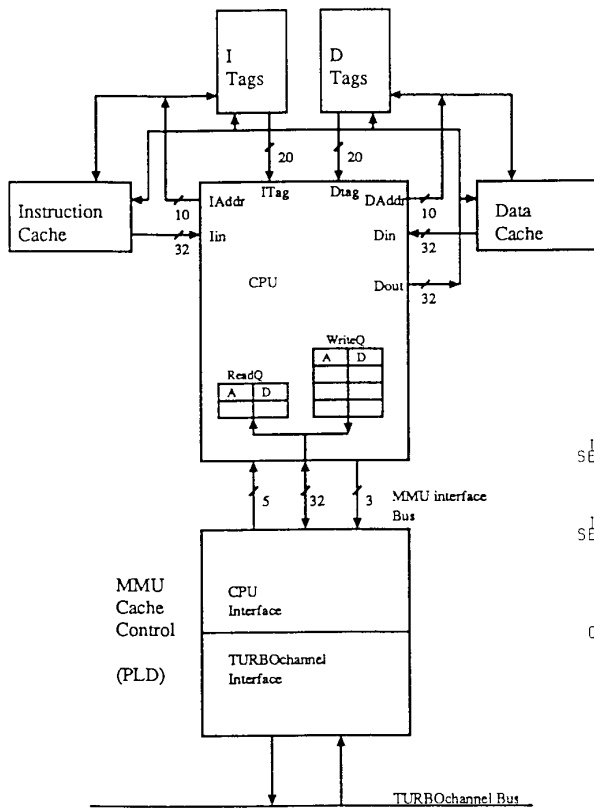 I
Tags
D
Tags
20
20
ITag
Dtag
Instruction
Cache
10
32
IAddr
Iin
DAddr
Din
10
32
Data
Cache
CPU
Dout
32
WriteQ
A D
ReadQ
A D
5
32
3
MMU interface
Bus
MMU
Cache
Control
(PLD)
CPU
Interface
TURBOchannel
Interface
TURBOchannel Bus